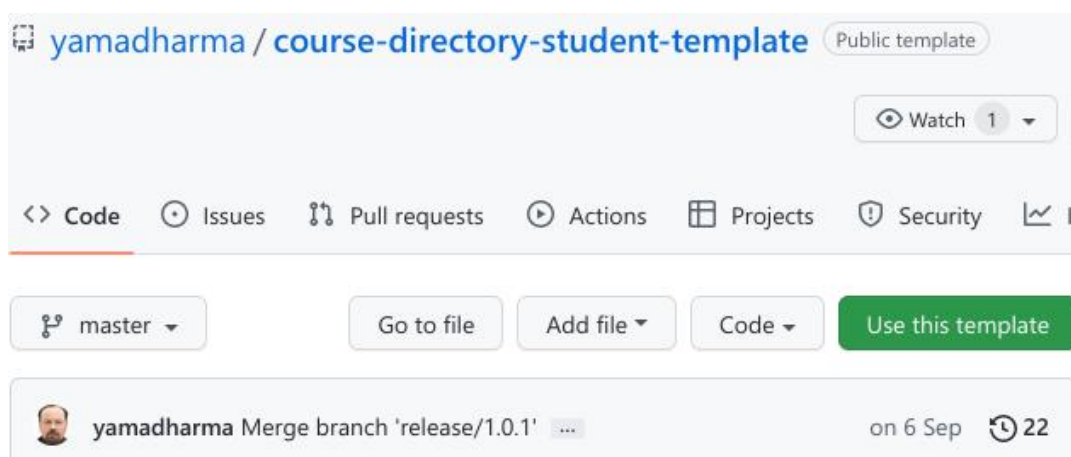 yamadharma / course-directory-student-template Public template
Watch 1
Code Issues Pull requests Actions Projects Security
master Go to file Add file Code Use this template
yamadharma Merge branch 'release/1.0.1' ... on 6 Sep 22